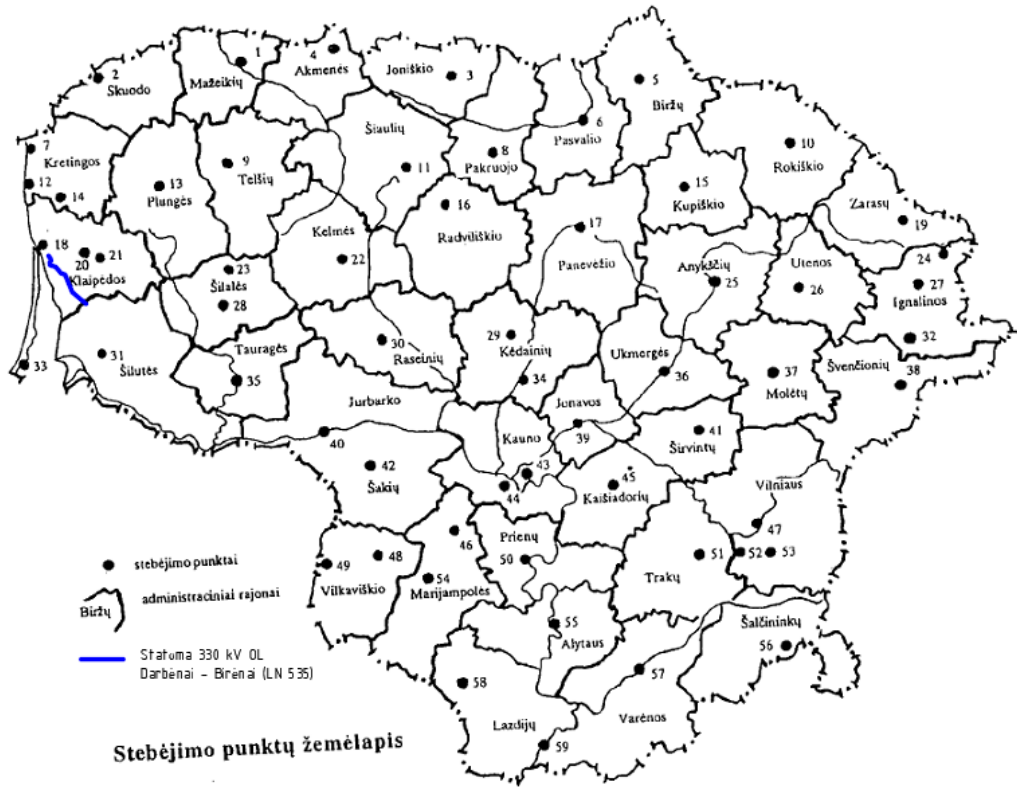 1
4
2
Skuodo
Mažeikių
Akmenės
Joniškio
3
5
Biržų
6
Pasvalio
7
Kretingos
12
14
13
Plungės
9
Telšių
Šiaulių
11
8
Pakruojo
10
Rokiškio
15
Kupiškio
Zarasų
19
16
Radviliškio
17
Panevėžio
Kelmės
22
18
20
21
Klaipėdos
23
Šilalės
28
Anykščių
25
Utenos
26
24
27
Ignalinos
32
33
31
Šilutės
Tauragės
35
30
Raseinių
29
Kėdainių
34
Ukmergės
36
37
Molėtų
Švenčionių
38
Jurbarko
40
Jonavos
39
Kauno
43
44
41
Širvintų
42
Šakių
45
Kaišiadorių
Vilniaus
47
46
Prienų
50
51
52
53
Trakų
49
48
Vilkaviškio
54
Marijampolės
55
Alytaus
Šalčininkų
56
57
58
Lazdijų
Varėnos
59
stebėjimo punktai
administraciniai rajonai
Biržų
Statoma 330 kV OL
Darbėnai – Birėnai (LN 535)
Stebėjimo punktų žemėlapis